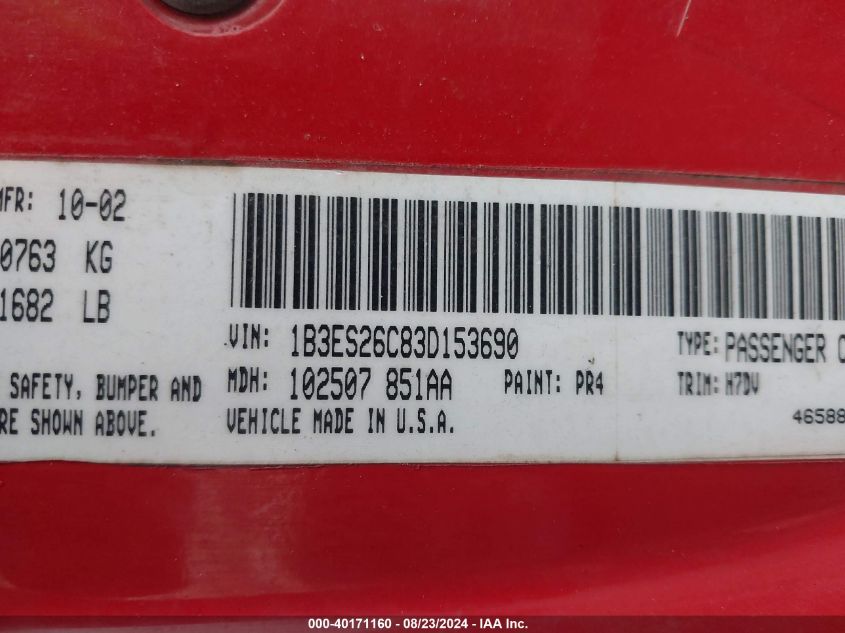 MFR: 10-02
0763 KG
1682 LB
SAFETY, BUMPER AND
RE SHOWN ABOVE.
VIN: 1B3ES26C83D153690
MDH: 102507 851AA
PAINT: PR4
VEHICLE MADE IN U.S.A.
TYPE: PASSENGER C
TRIM: H7DV
46588
000-40171160 - 08/23/2024 - IAA Inc.